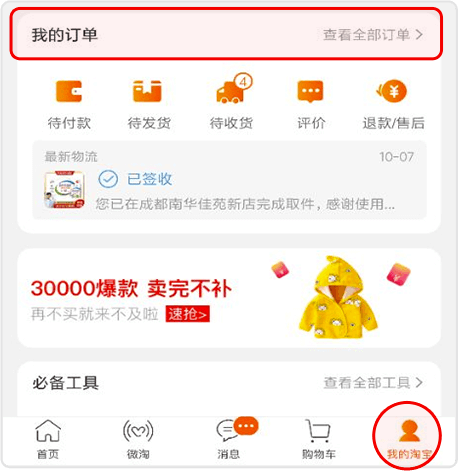 我的订单 查看全部订单 >
4
待付款 待发货 待收货 评价 退款/售后
最新物流 10-07
已签收
您已在成都南华佳苑新店完成取件，感谢使用...
30000爆款 卖完不补
再不买就来不及啦 速抢>
必备工具 查看全部工具 >
首页 微淘 消息 购物车 我的淘宝